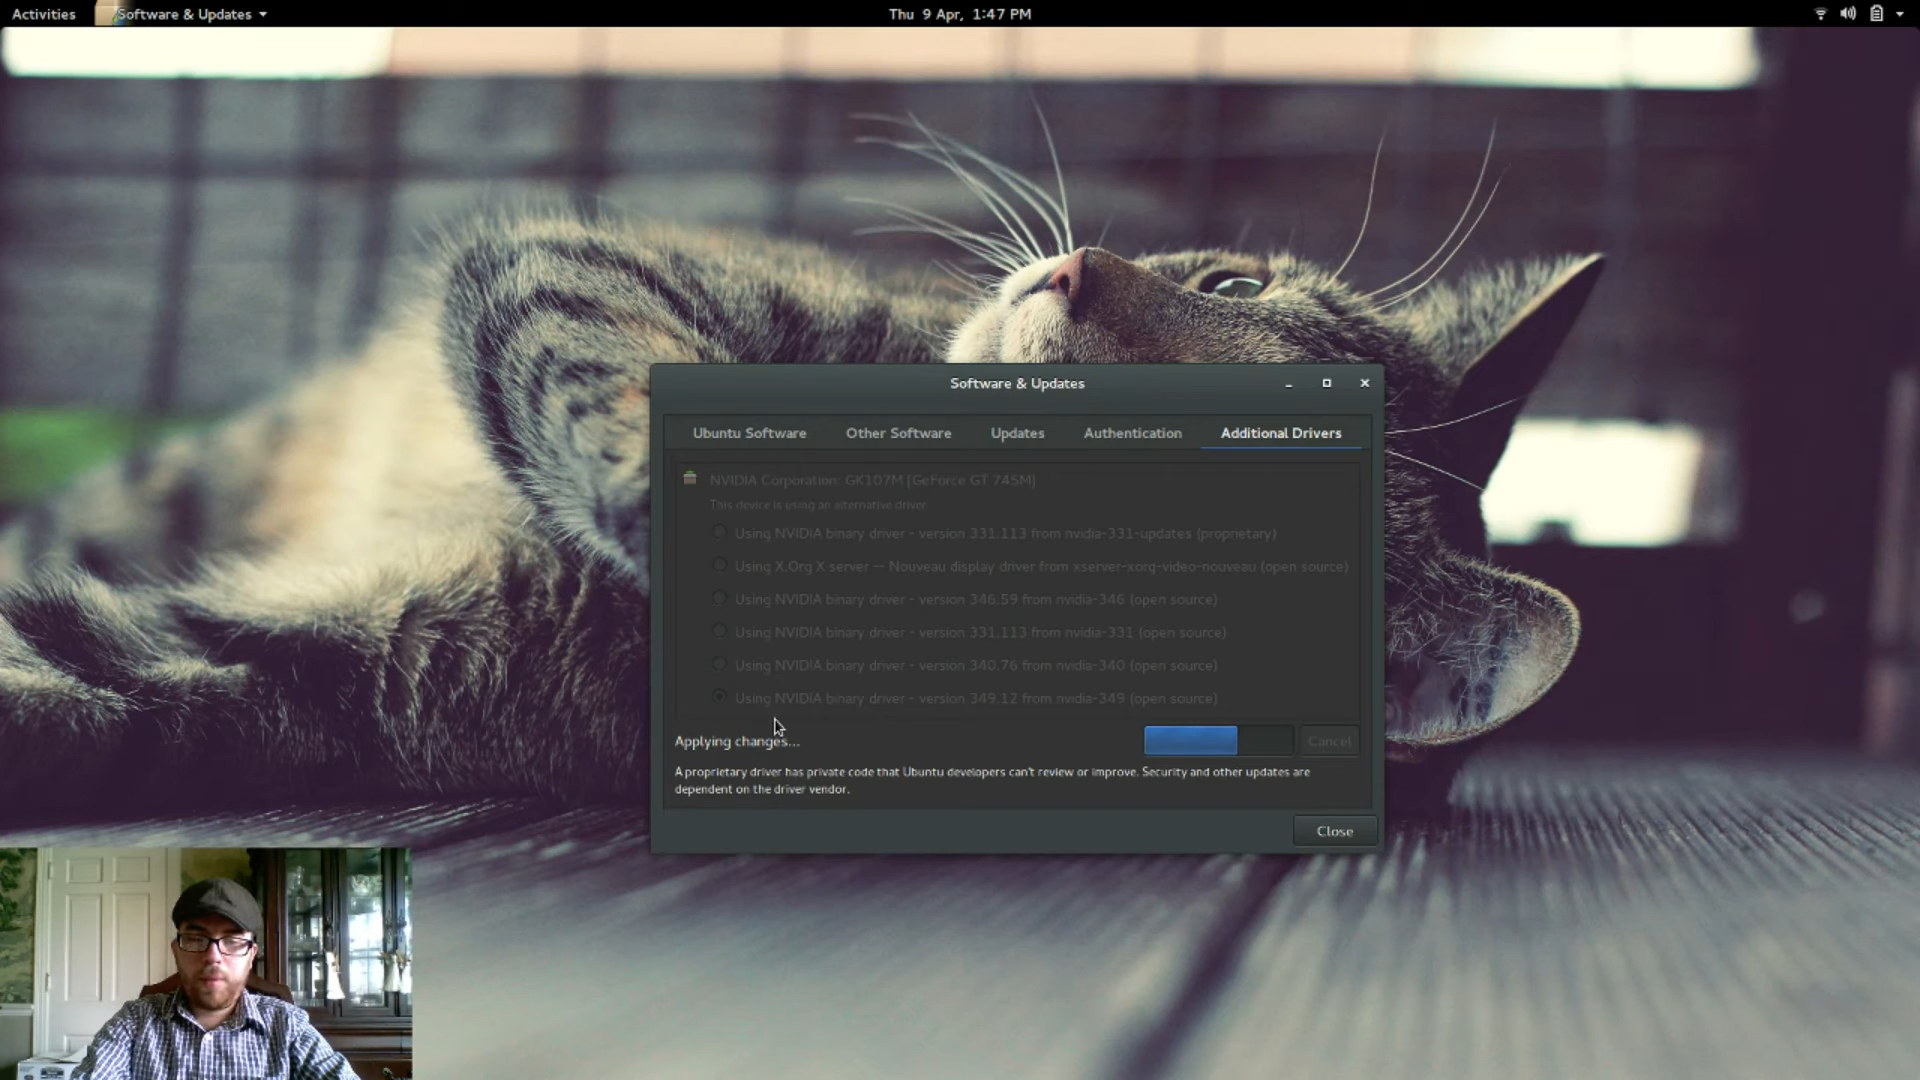 Activities
Software & Updates
Thu 9 Apr, 1:47 PM
Software & Updates
Ubuntu Software
Other Software
Updates
Authentication
Additional Drivers
NVIDIA Corporation: GK107M [GeForce GT 745M]
This device is using an alternative driver.
Using NVIDIA binary driver - version 331.113 from nvidia-331-updates (proprietary)
Using X.Org X server -- Nouveau display driver from xserver-xorg-video-nouveau (open source)
Using NVIDIA binary driver - version 346.59 from nvidia-346 (open source)
Using NVIDIA binary driver - version 331.113 from nvidia-331 (open source)
Using NVIDIA binary driver - version 340.76 from nvidia-340 (open source)
Using NVIDIA binary driver - version 349.12 from nvidia-349 (open source)
Applying changes...
Cancel
A proprietary driver has private code that Ubuntu developers can't review or improve. Security and other updates are
dependent on the driver vendor.
Close